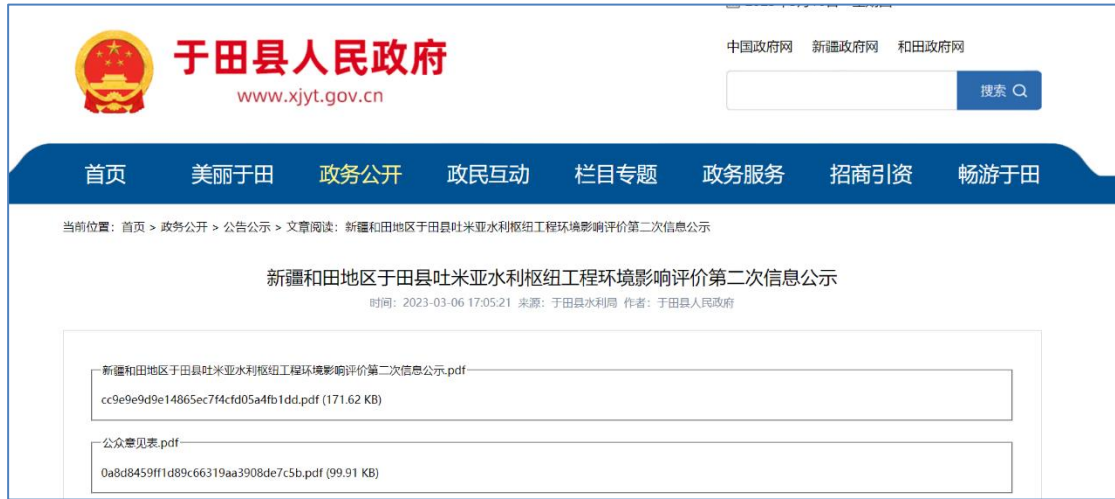 中国政府网 新疆政府网 和田政府网
于田县人民政府
www.xjyt.gov.cn
搜索
首页 美丽于田 政务公开 政民互动 栏目专题 政务服务 招商引资 畅游于田
当前位置：首页 > 政务公开 > 公告公示 > 文章阅读：新疆和田地区于田县吐米亚水利枢纽工程环境影响评价第二次信息公示
新疆和田地区于田县吐米亚水利枢纽工程环境影响评价第二次信息公示
时间：2023-03-06 17:05:21 来源：于田县水利局 作者：于田县人民政府
新疆和田地区于田县吐米亚水利枢纽工程环境影响评价第二次信息公示.pdf
cc9e9e9d9e14865ec7f4cfd05a4fb1dd.pdf (171.62 KB)
公众意见表.pdf
0a8d8459ff1d89c66319aa3908de7c5b.pdf (99.91 KB)